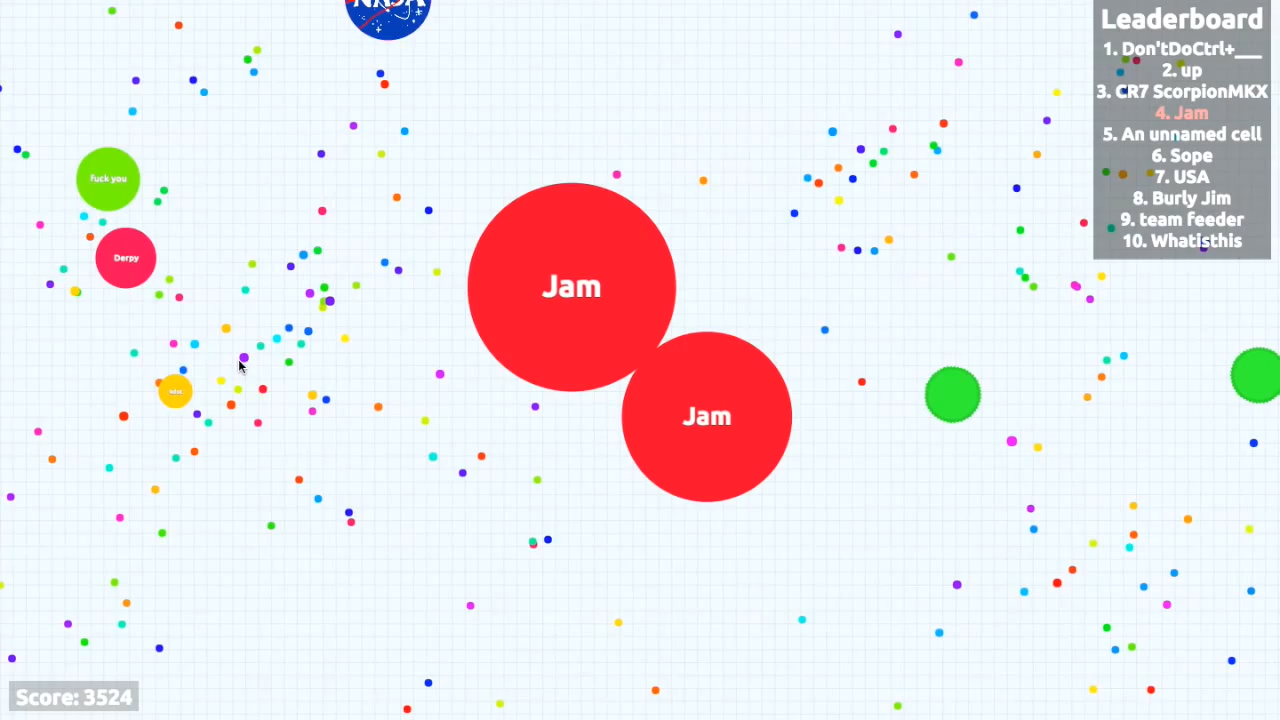 NASA
Leaderboard
1. Don'tDoCtrl+___
2. up
3. CR7 ScorpionMKX
4. Jam
5. An unnamed cell
6. Sope
7. USA
8. Burly Jim
9. team feeder
10. Whatisthis
Fuck you
Derpy
Jam
Jam
Score: 3524